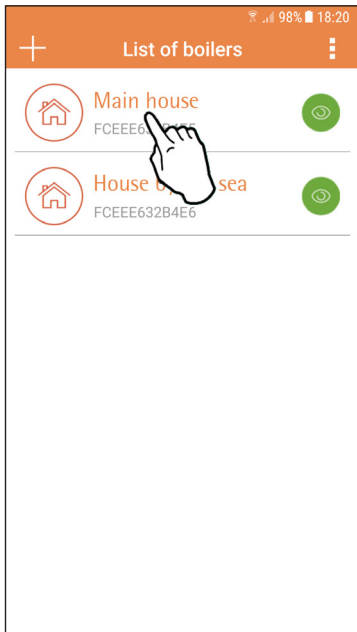 98% 18:20
List of boilers
Main house
House sea
FCEEE632B4E6